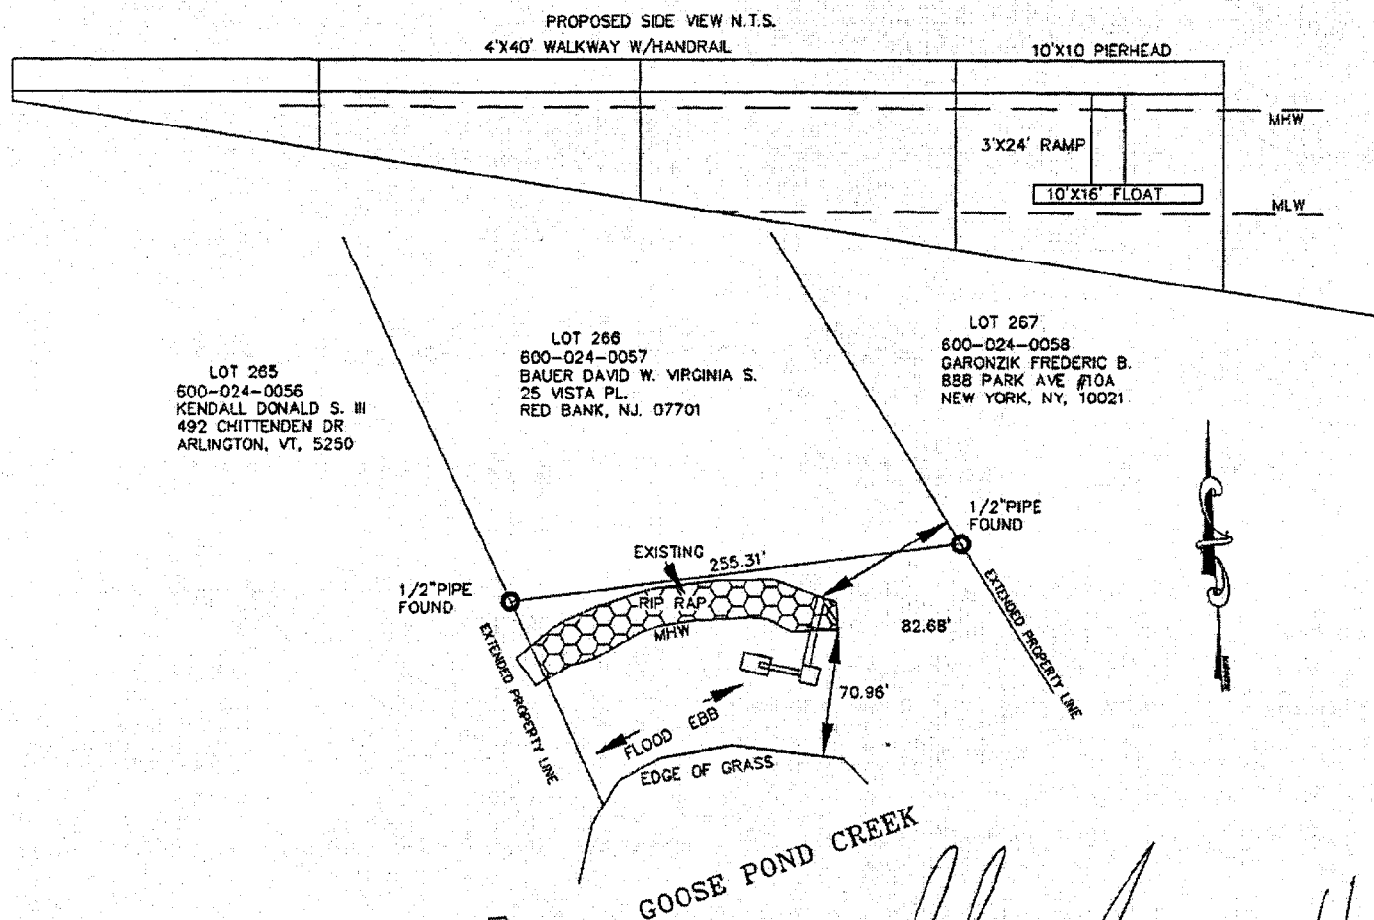 PROPOSED SIDE VIEW N.T.S.
4'X40' WALKWAY W/HANDRAIL
10'X10 PIERHEAD
MHW
3'X24' RAMP
10'X16' FLOAT
MLW
LOT 265
600-024-0056
KENDALL DONALD S. III
492 CHITTENDEN DR
ARLINGTON, VT, 5250
LOT 266
600-024-0057
BAUER DAVID W. VIRGINIA S.
25 VISTA PL.
RED BANK, NJ. 07701
LOT 267
600-024-0058
GARONZIK FREDERIC B.
888 PARK AVE #10A
NEW YORK, NY, 10021
1/2"PIPE
FOUND
EXISTING
255.31'
1/2"PIPE
FOUND
RIP RAP
MHW
EXTENDED PROPERTY LINE
82.68'
EXTENDED PROPERTY LINE
70.96'
FLOOD EBB
EDGE OF GRASS
GOOSE POND CREEK